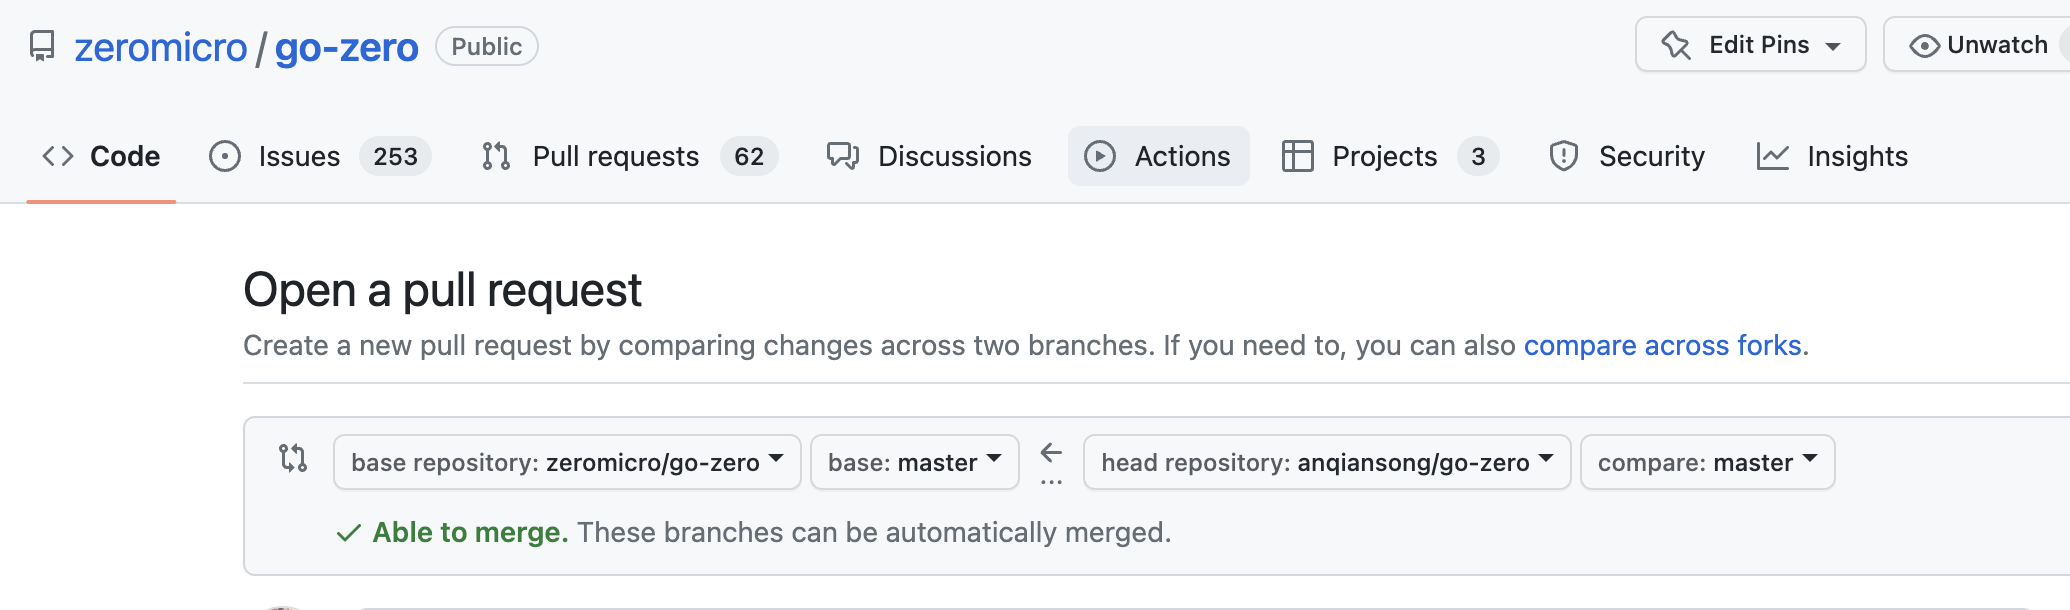 zeromicro / go-zero Public Edit Pins Unwatch
Code Issues 253 Pull requests 62 Discussions Actions Projects 3 Security Insights
Open a pull request
Create a new pull request by comparing changes across two branches. If you need to, you can also compare across forks.
base repository: zeromicro/go-zero base: master ← ... head repository: anqiansong/go-zero compare: master
Able to merge. These branches can be automatically merged.